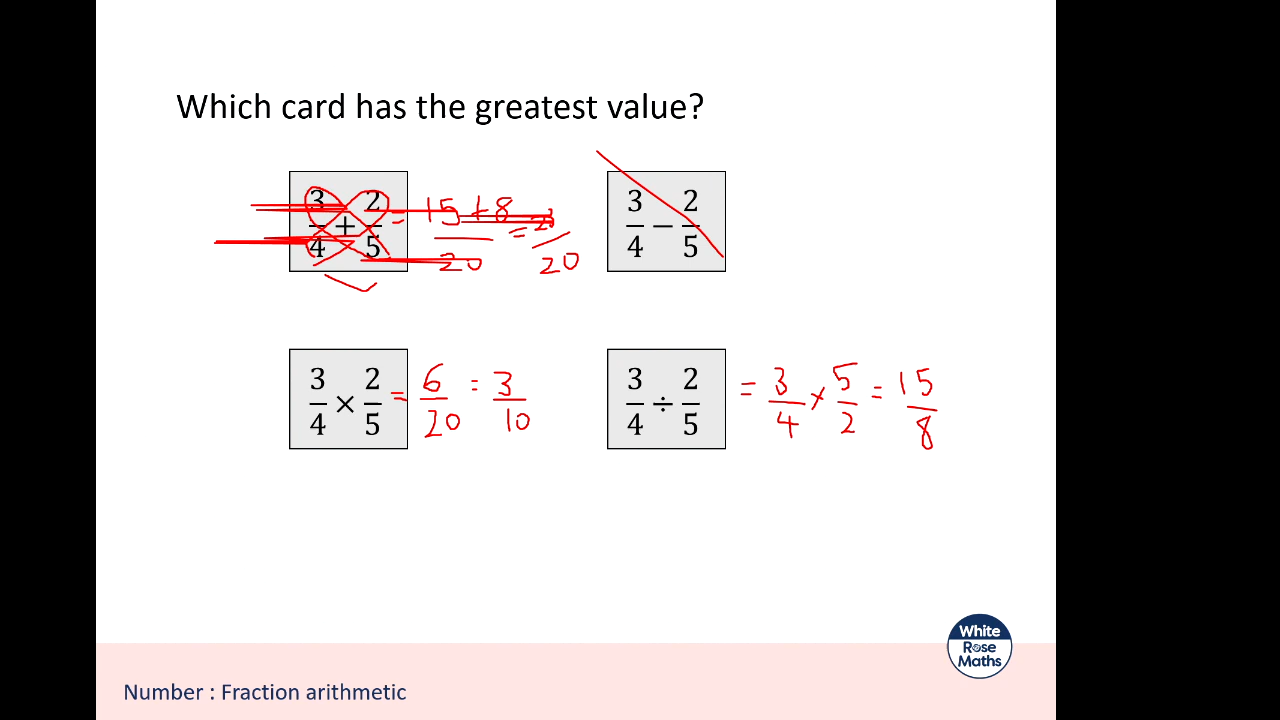 Which card has the greatest value?
3/4 + 2/5 = 15 + 8/20 = 23/20
3/4 − 2/5
3/4 × 2/5 = 6/20 = 3/10
3/4 ÷ 2/5 = 3/4 × 5/2 = 15/8
White
Rose
Maths
Number : Fraction arithmetic